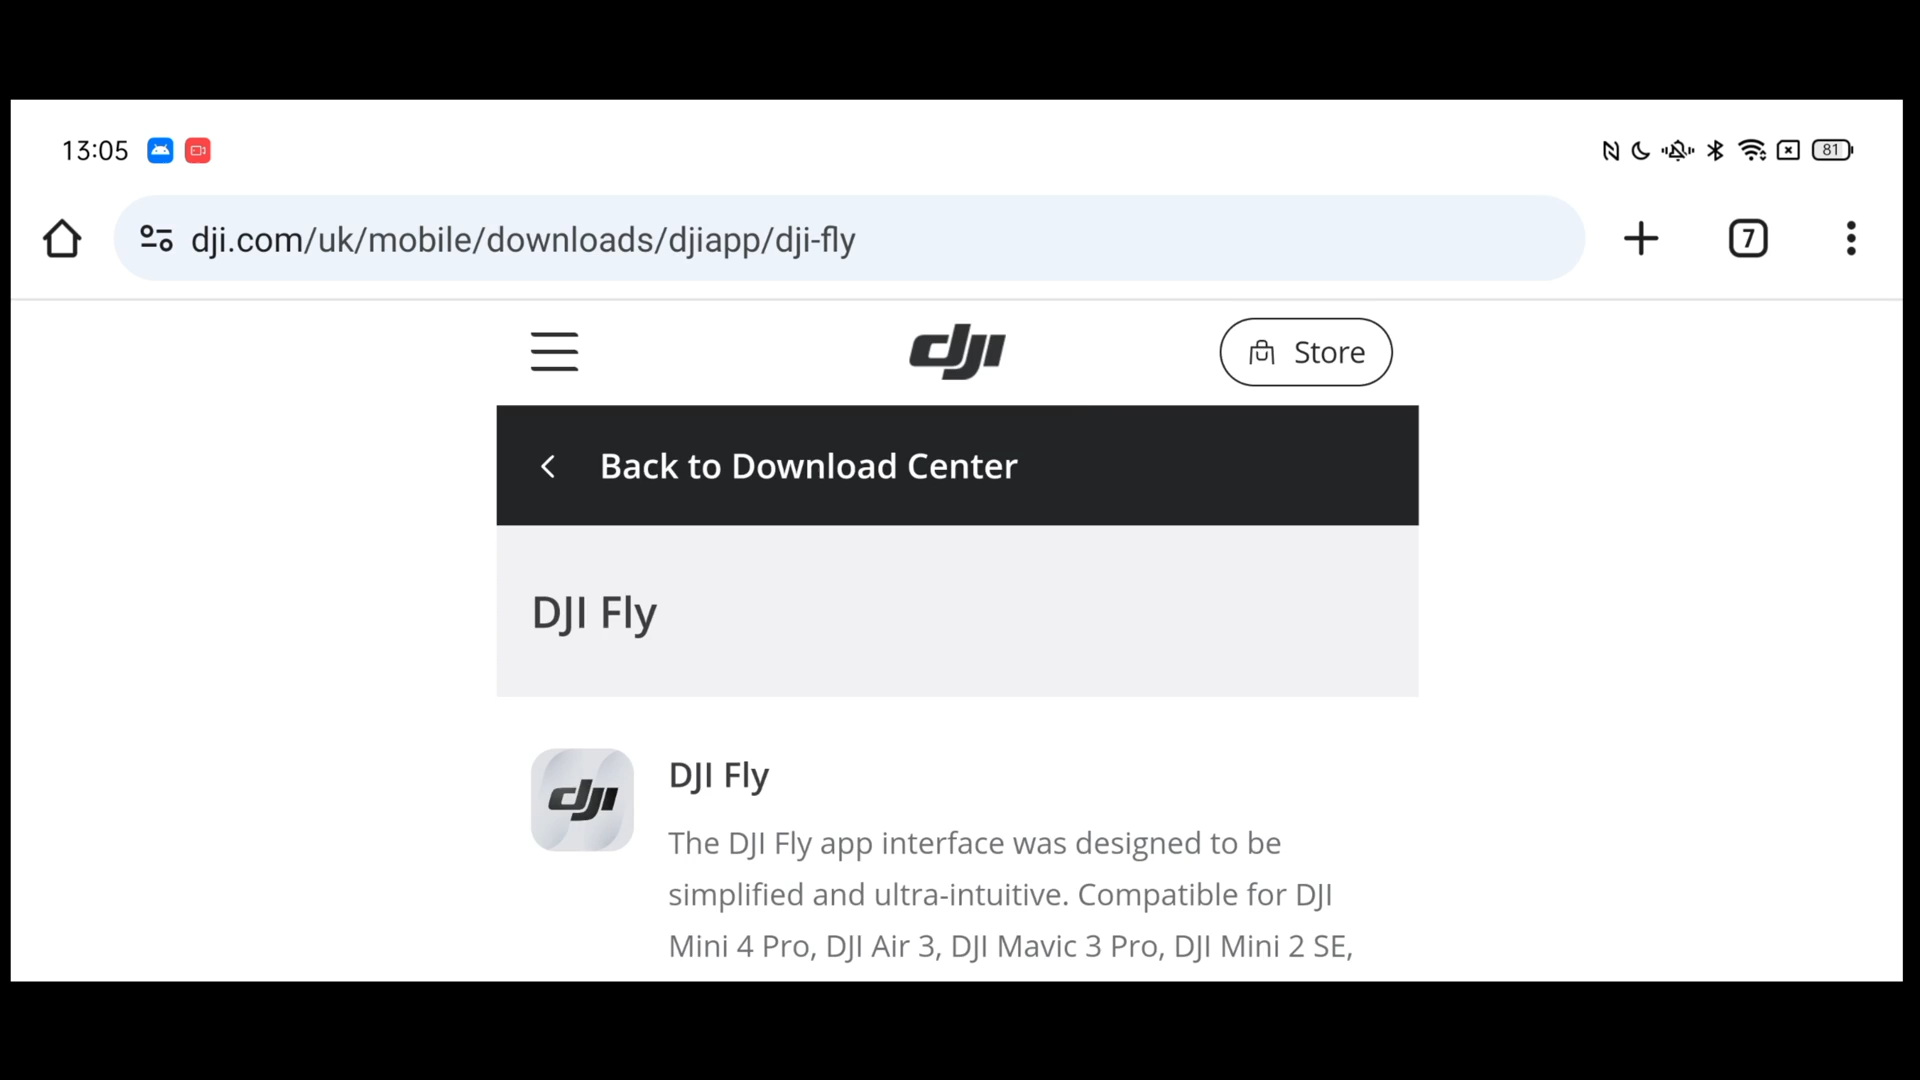 13:05
81
dji.com/uk/mobile/downloads/djiapp/dji-fly
7
dji
Store
Back to Download Center
DJI Fly
dji
DJI Fly
The DJI Fly app interface was designed to be
simplified and ultra-intuitive. Compatible for DJI
Mini 4 Pro, DJI Air 3, DJI Mavic 3 Pro, DJI Mini 2 SE,